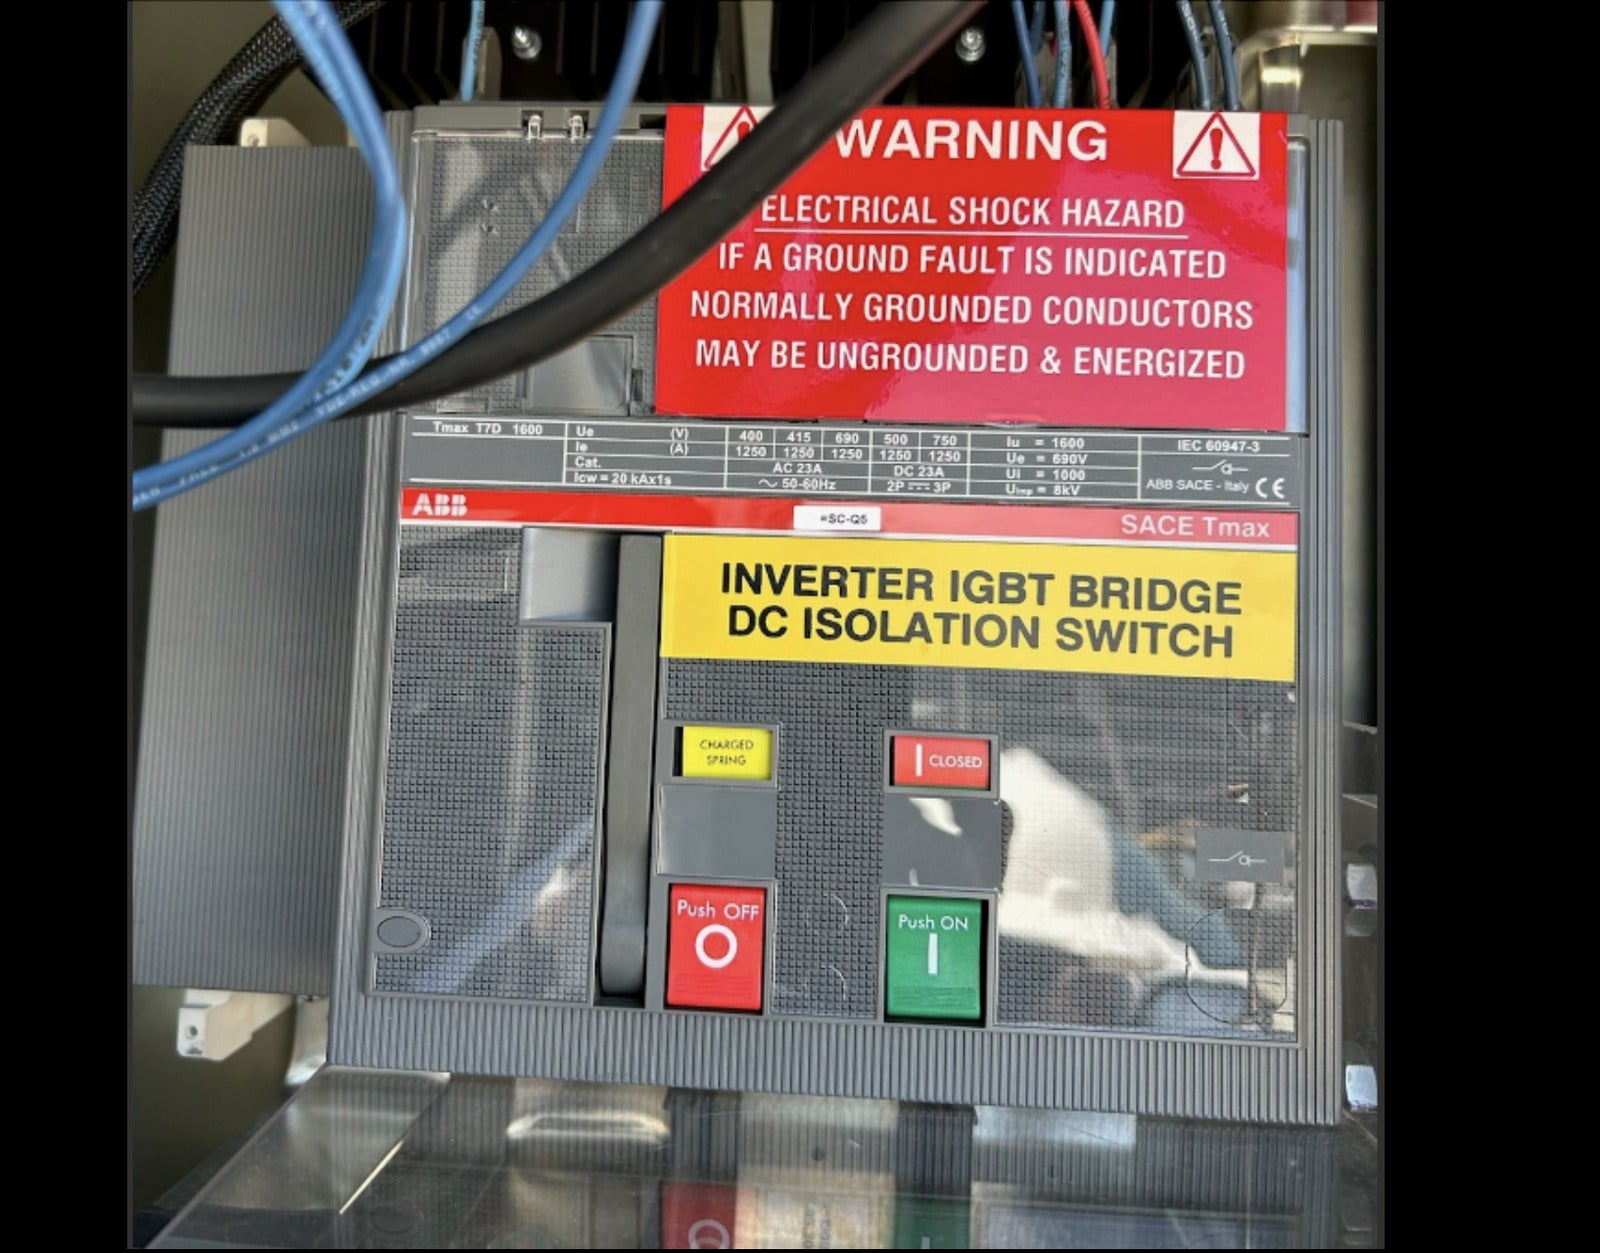 WARNING
ELECTRICAL SHOCK HAZARD
IF A GROUND FAULT IS INDICATED
NORMALLY GROUNDED CONDUCTORS
MAY BE UNGROUNDED & ENERGIZED
Tmax T7D 1600
Ue (V) 400 415 690 500 750
Ie (A) 1250 1250 1250 1250 1250
Cat. AC 23A DC 23A
Icw = 20 kAx1s ~ 50-60Hz 2P 3P
Iu = 1600
Ue = 690V
Ui = 1000
Uimp = 8kV
IEC 60947-3
ABB SACE - Italy CE
ABB
=SC-Q5
SACE Tmax
INVERTER IGBT BRIDGE
DC ISOLATION SWITCH
CHARGED
SPRING
I CLOSED
Push OFF
O
Push ON
I